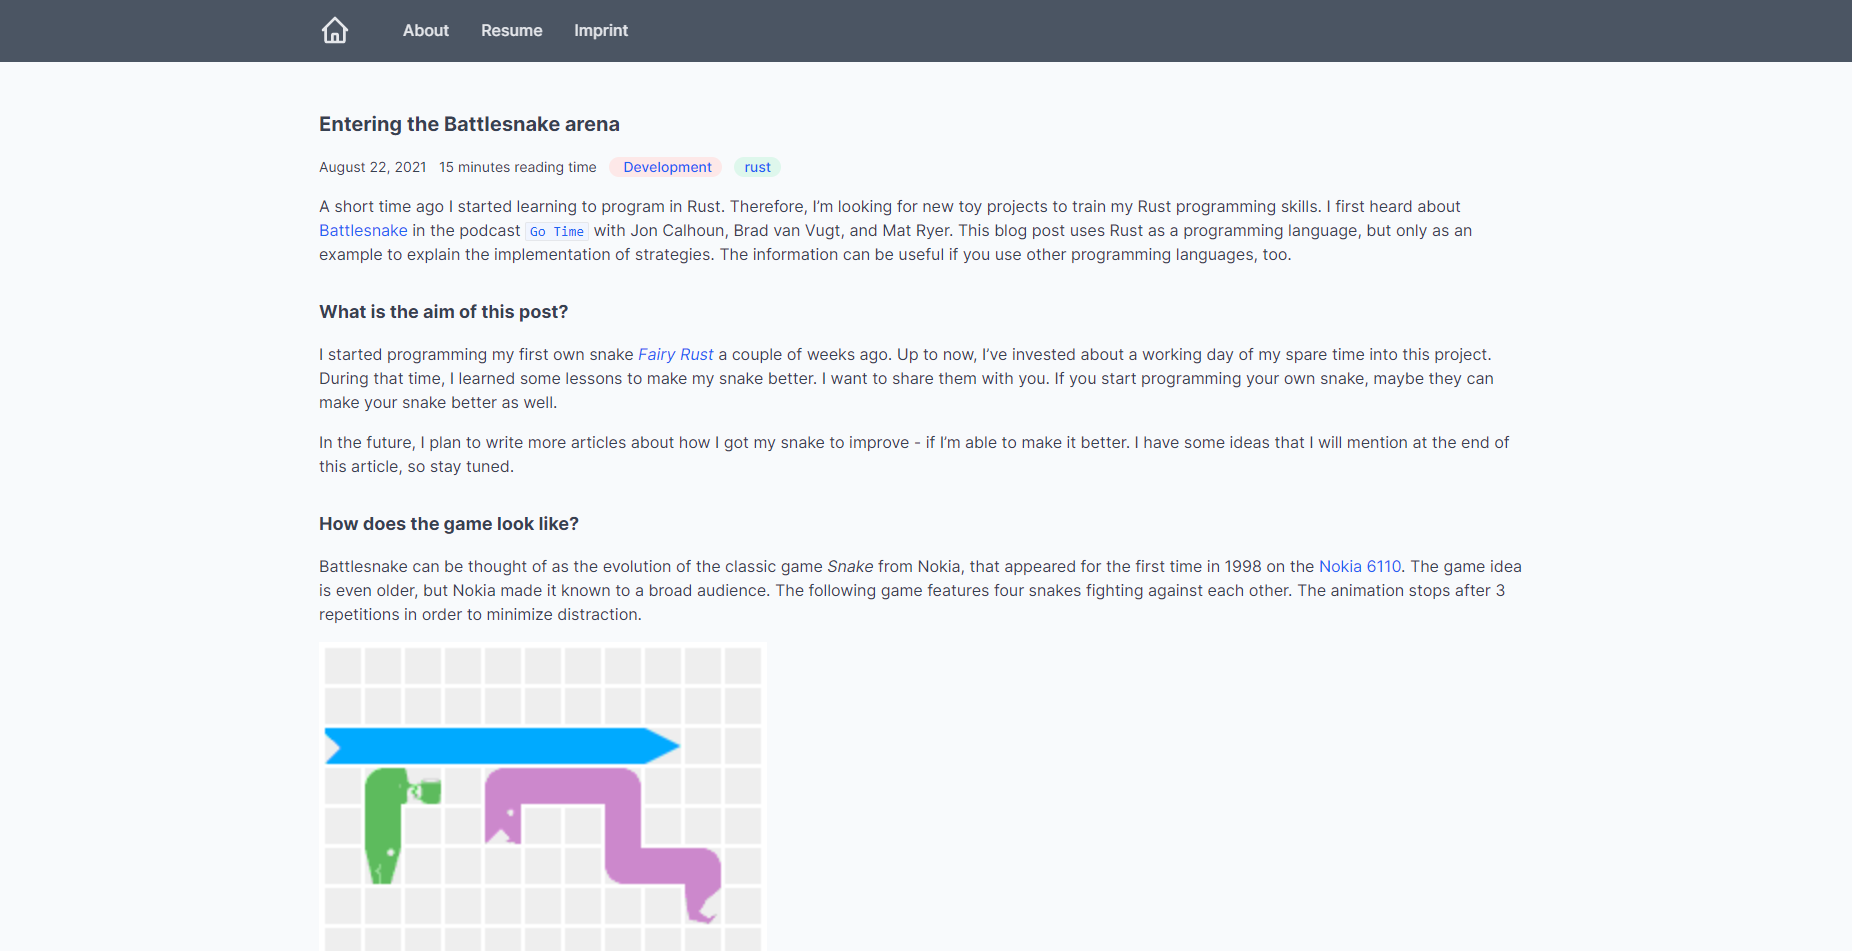 About Resume Imprint
Entering the Battlesnake arena
August 22, 2021 15 minutes reading time Development rust
A short time ago I started learning to program in Rust. Therefore, I’m looking for new toy projects to train my Rust programming skills. I first heard about
Battlesnake in the podcast Go Time with Jon Calhoun, Brad van Vugt, and Mat Ryer. This blog post uses Rust as a programming language, but only as an
example to explain the implementation of strategies. The information can be useful if you use other programming languages, too.
What is the aim of this post?
I started programming my first own snake Fairy Rust a couple of weeks ago. Up to now, I’ve invested about a working day of my spare time into this project.
During that time, I learned some lessons to make my snake better. I want to share them with you. If you start programming your own snake, maybe they can
make your snake better as well.
In the future, I plan to write more articles about how I got my snake to improve - if I’m able to make it better. I have some ideas that I will mention at the end of
this article, so stay tuned.
How does the game look like?
Battlesnake can be thought of as the evolution of the classic game Snake from Nokia, that appeared for the first time in 1998 on the Nokia 6110. The game idea
is even older, but Nokia made it known to a broad audience. The following game features four snakes fighting against each other. The animation stops after 3
repetitions in order to minimize distraction.